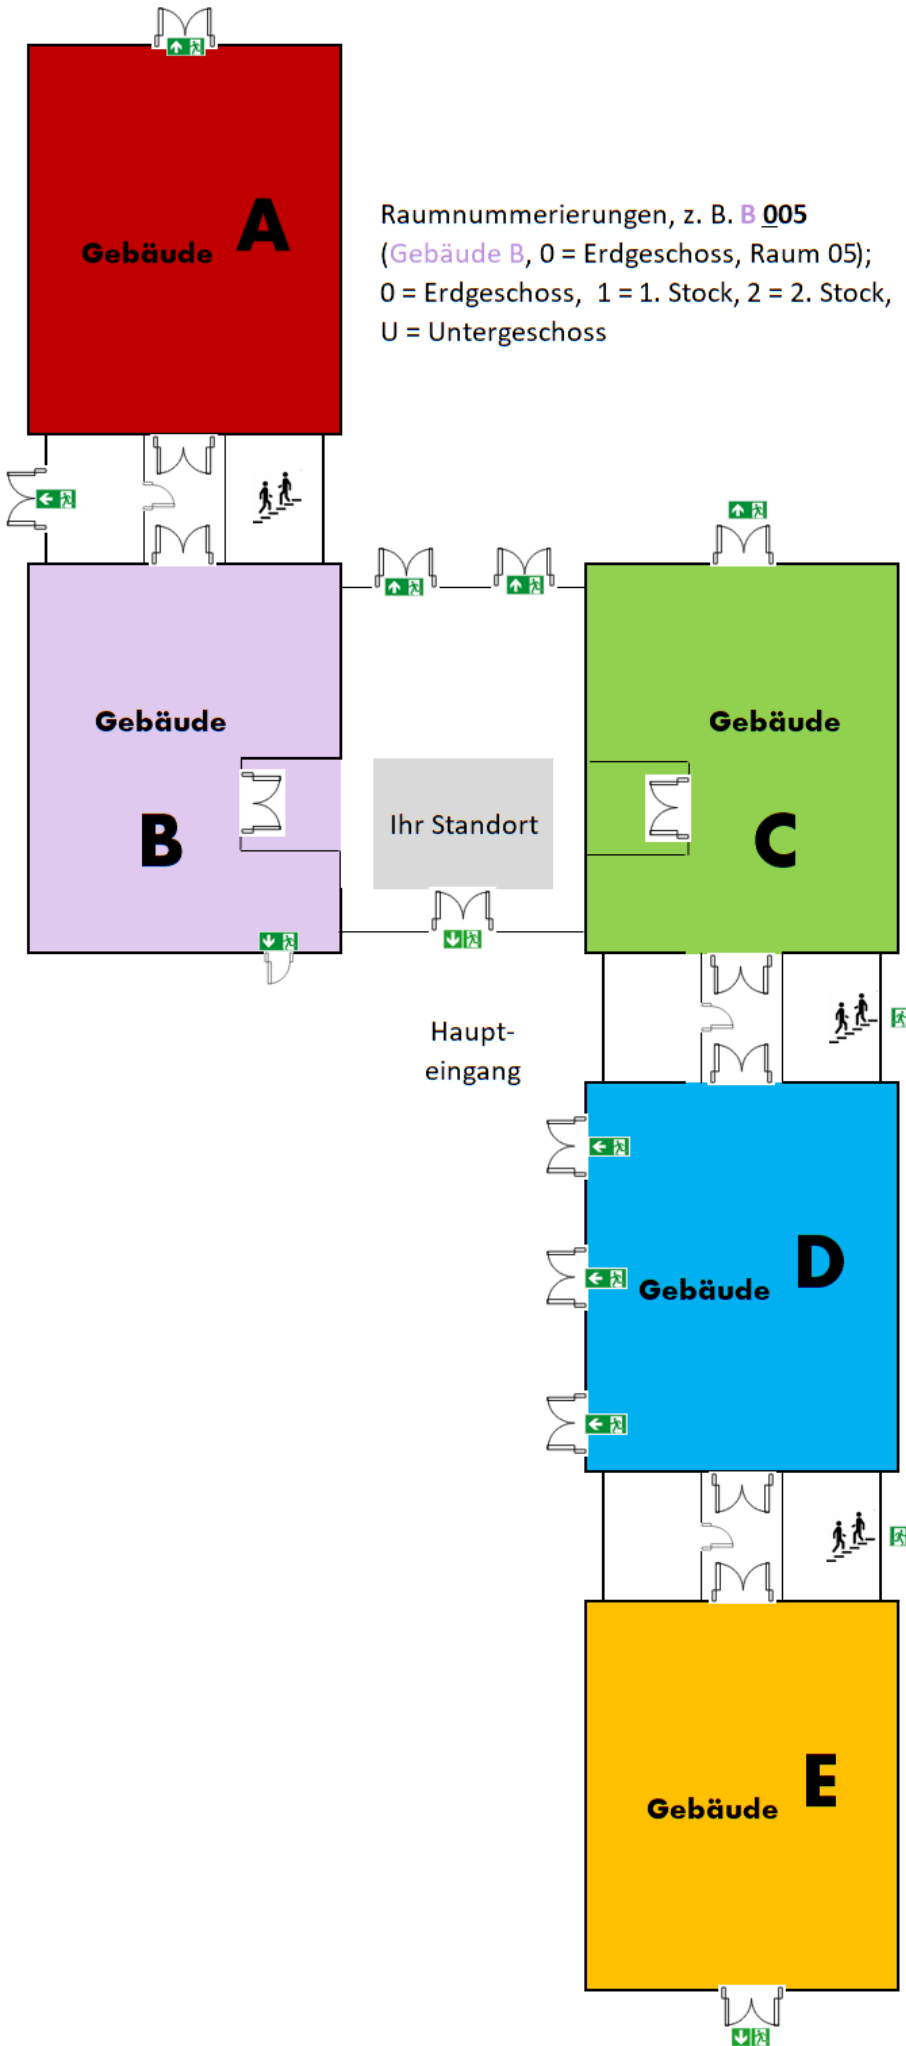 Gebäude A
Raumnummerierungen, z. B. B 005
(Gebäude B, 0 = Erdgeschoss, Raum 05);
0 = Erdgeschoss, 1 = 1. Stock, 2 = 2. Stock,
U = Untergeschoss
Gebäude
B
Gebäude
C
Ihr Standort
Haupt-
eingang
Gebäude D
Gebäude E